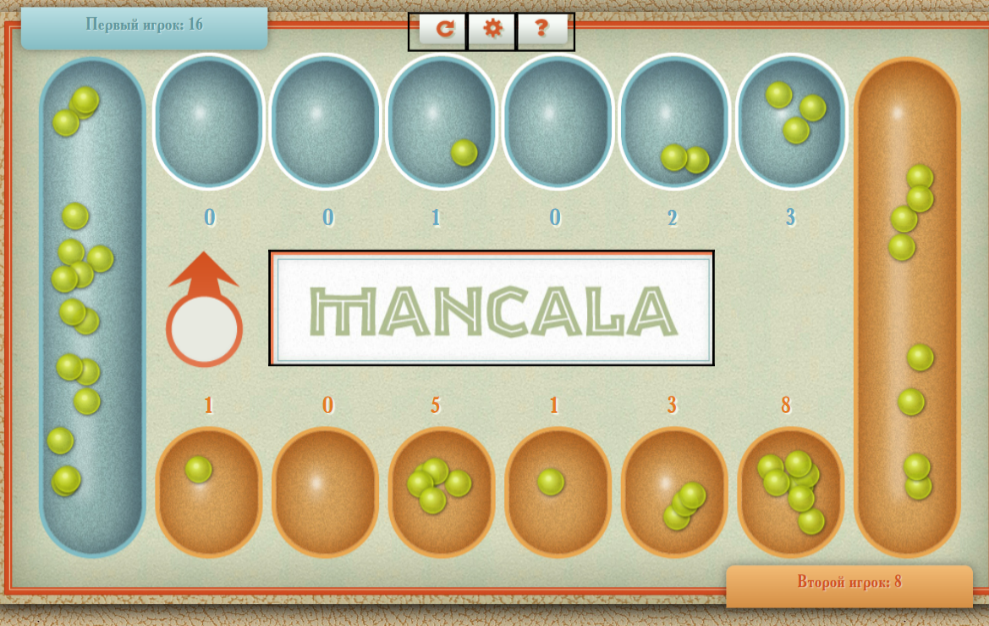 Первый игрок: 16
?
0 0 1 0 2 3
MANCALA
1 0 5 1 3 8
Второй игрок: 8